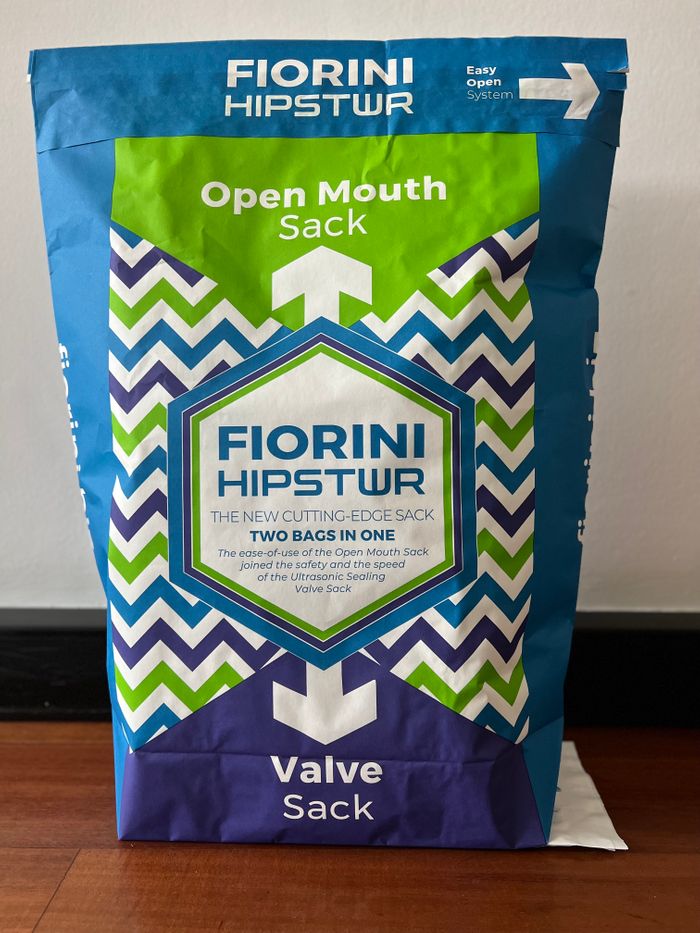 FIORINI
HIPSTWR
Easy
Open
System
Open Mouth
Sack
FIORINI
HIPSTWR
THE NEW CUTTING-EDGE SACK
TWO BAGS IN ONE
The ease-of-use of the Open Mouth Sack
joined the safety and the speed
of the Ultrasonic Sealing
Valve Sack
Valve
Sack